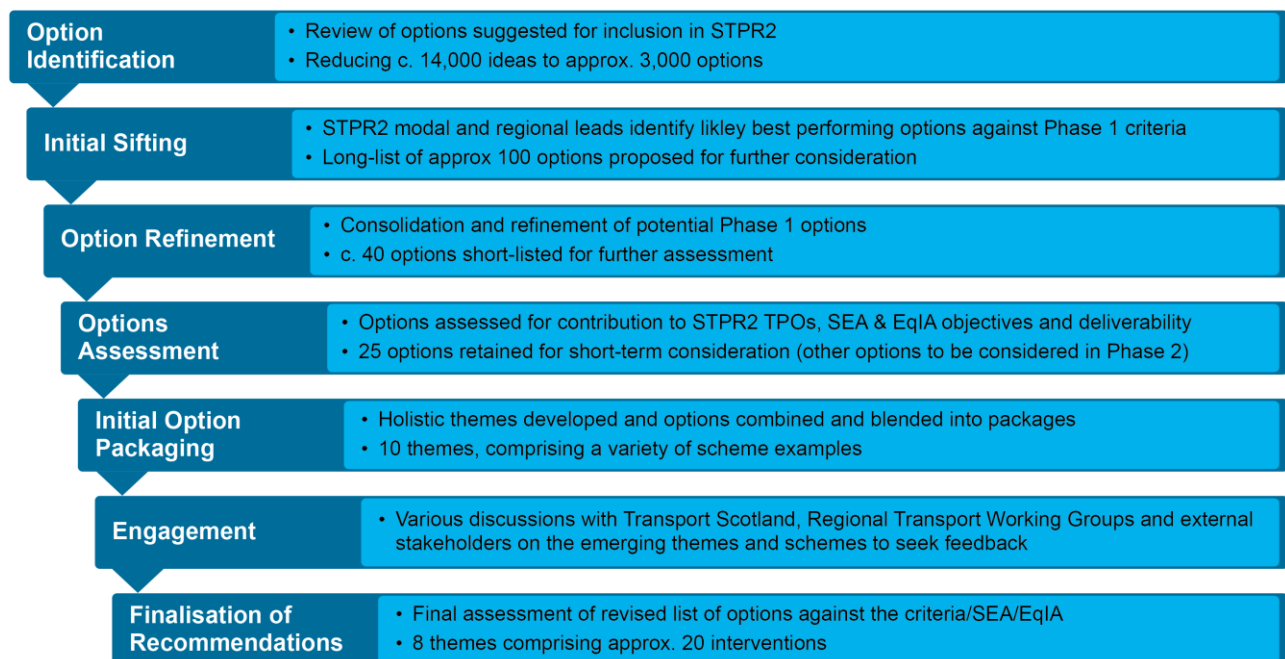 Option
Identification
• Review of options suggested for inclusion in STPR2
• Reducing c. 14,000 ideas to approx. 3,000 options
Initial Sifting
• STPR2 modal and regional leads identify likley best performing options against Phase 1 criteria
• Long-list of approx 100 options proposed for further consideration
Option Refinement
• Consolidation and refinement of potential Phase 1 options
• c. 40 options short-listed for further assessment
Options
Assessment
• Options assessed for contribution to STPR2 TPOs, SEA & EqIA objectives and deliverability
• 25 options retained for short-term consideration (other options to be considered in Phase 2)
Initial Option
Packaging
• Holistic themes developed and options combined and blended into packages
• 10 themes, comprising a variety of scheme examples
Engagement
• Various discussions with Transport Scotland, Regional Transport Working Groups and external
stakeholders on the emerging themes and schemes to seek feedback
Finalisation of
Recommendations
• Final assessment of revised list of options against the criteria/SEA/EqIA
• 8 themes comprising approx. 20 interventions